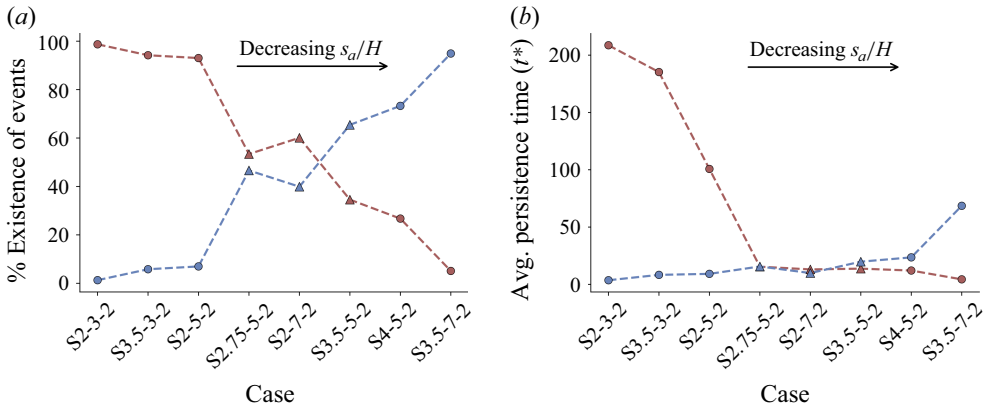 (a)
% Existence of events
100
80
60
40
20
0
Decreasing s_a/H
S2-3-2
S3.5-3-2
S2-5-2
S2.75-5-2
S2-7-2
S3.5-5-2
S4-5-2
S3.5-7-2
Case
(b)
Avg. persistence time (t*)
200
150
100
50
0
Decreasing s_a/H
S2-3-2
S3.5-3-2
S2-5-2
S2.75-5-2
S2-7-2
S3.5-5-2
S4-5-2
S3.5-7-2
Case